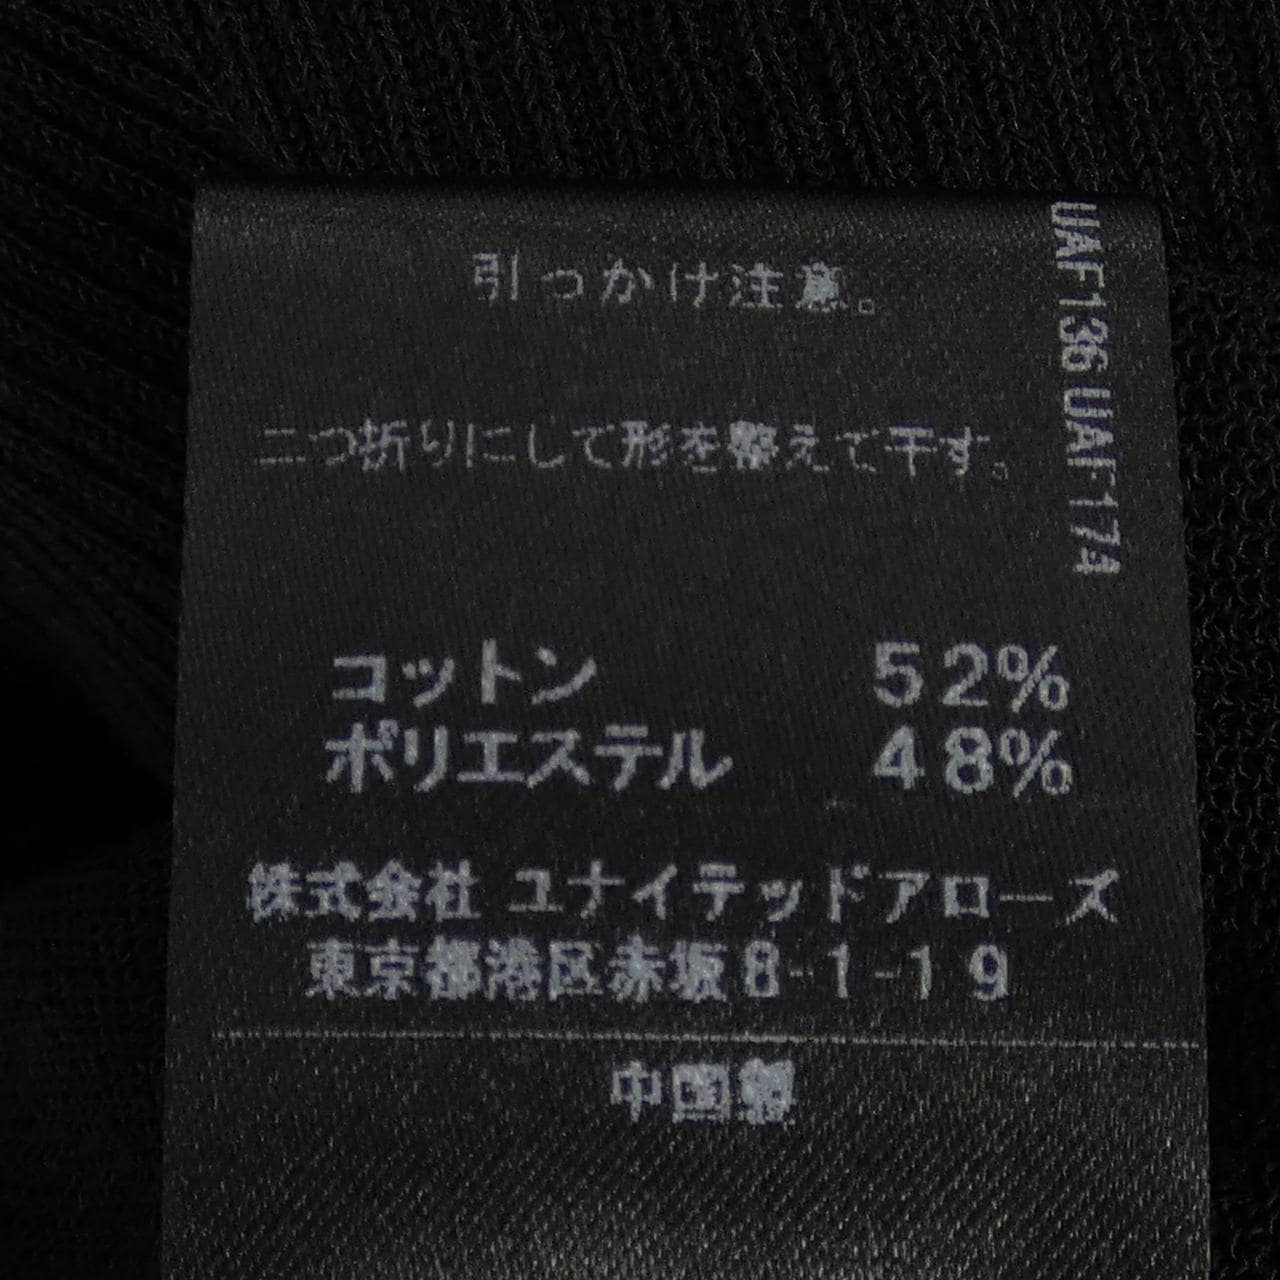 引っかけ注意。
二つ折りにして形を整えて干す。
UAF136 UAF174
コットン 52%
ポリエステル 48%
株式会社 ユナイテッドアローズ
東京都港区赤坂8-1-19
中国製